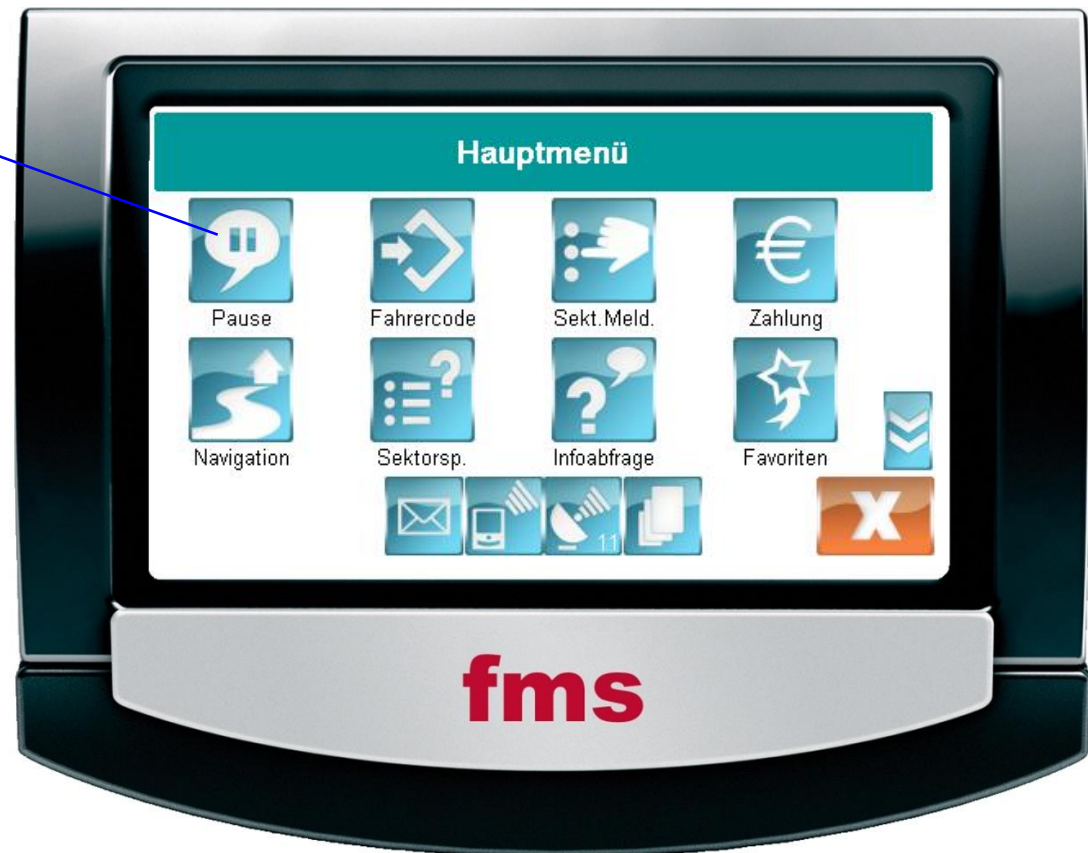 Hauptmenü
Pause
Fahrercode
Sekt.Meld.
Zahlung
Navigation
Sektorsp.
Infoabfrage
Favoriten
11
X
fms